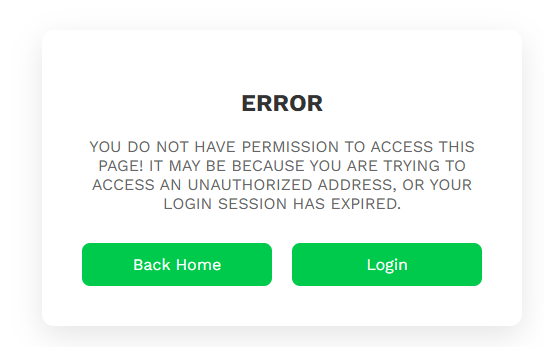 ERROR
YOU DO NOT HAVE PERMISSION TO ACCESS THIS
PAGE! IT MAY BE BECAUSE YOU ARE TRYING TO
ACCESS AN UNAUTHORIZED ADDRESS, OR YOUR
LOGIN SESSION HAS EXPIRED.
Back Home
Login